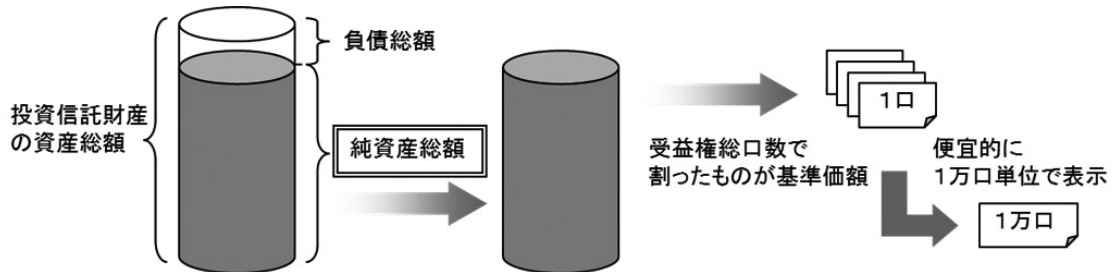 負債総額
投資信託財産
の資産総額
純資産総額
受益権総口数で
割ったものが基準価額
1口
便宜的に
1万口単位で表示
1万口